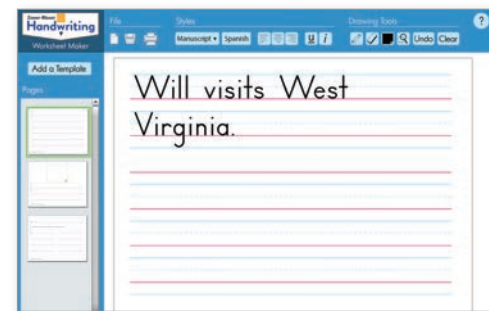 Zaner-Bloser
Handwriting
Worksheet Maker
File
Styles
Drawing Tools
?
Manuscript
Spanish
U
i
Undo
Clear
Add a Template
Pages
Will visits West
Virginia.